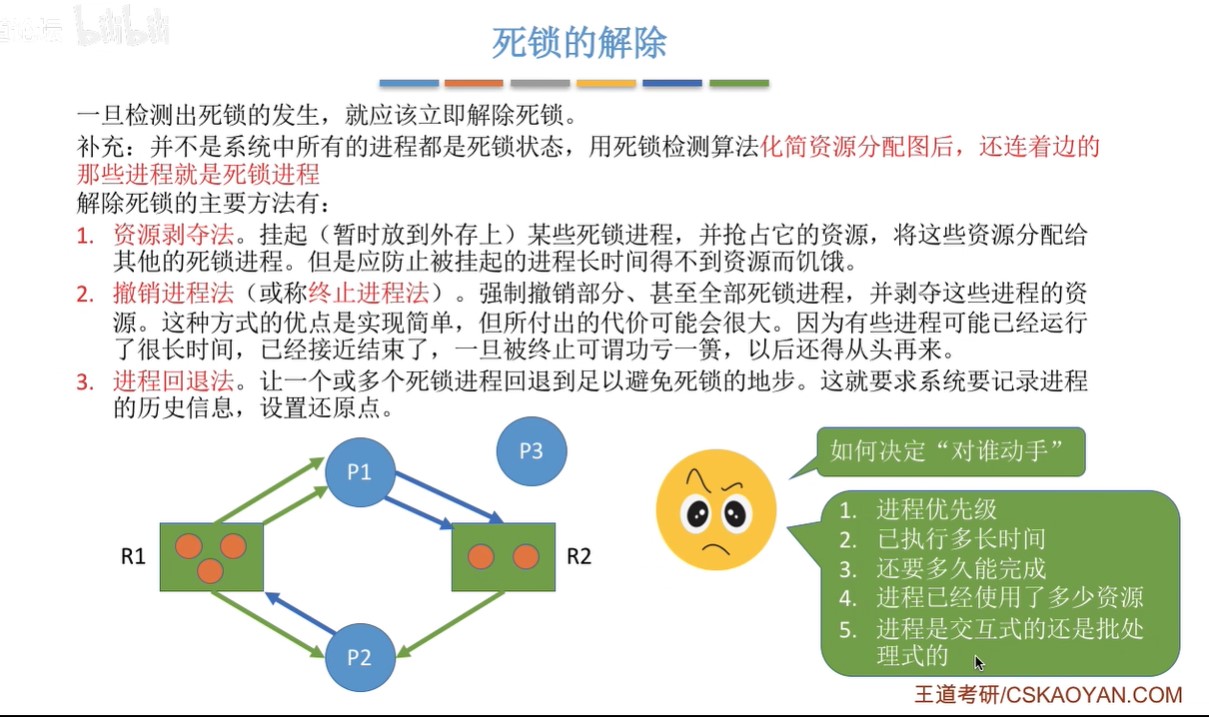 bilibili
死锁的解除
一旦检测出死锁的发生，就应该立即解除死锁。
补充：并不是系统中所有的进程都是死锁状态，用死锁检测算法化简资源分配图后，还连着边的
那些进程就是死锁进程
解除死锁的主要方法有：
1. 资源剥夺法。挂起（暂时放到外存上）某些死锁进程，并抢占它的资源，将这些资源分配给
其他的死锁进程。但是应防止被挂起的进程长时间得不到资源而饥饿。
2. 撤销进程法（或称终止进程法）。强制撤销部分、甚至全部死锁进程，并剥夺这些进程的资
源。这种方式的优点是实现简单，但所付出的代价可能会很大。因为有些进程可能已经运行
了很长时间，已经接近结束了，一旦被终止可谓功亏一篑，以后还得从头再来。
3. 进程回退法。让一个或多个死锁进程回退到足以避免死锁的地步。这就要求系统要记录进程
的历史信息，设置还原点。
P1
P3
R1
R2
P2
如何决定“对谁动手”
1. 进程优先级
2. 已执行多长时间
3. 还要多久能完成
4. 进程已经使用了多少资源
5. 进程是交互式的还是批处
理式的
王道考研/CSKAOYAN.COM